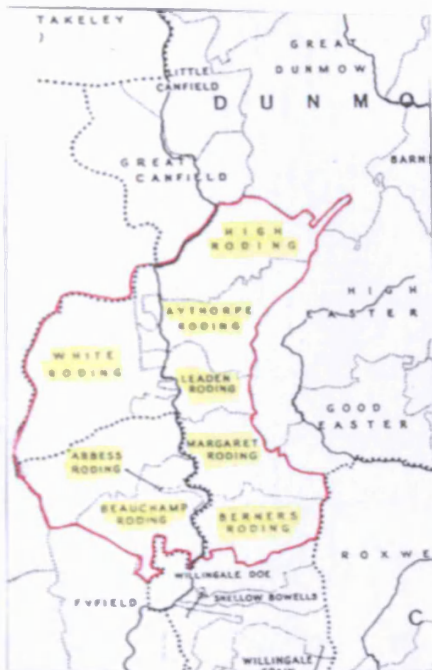 TAKELEY
)
GREAT
DUNMOW
LITTLE
CANFIELD
DUNMO
GREAT
CANFIELD
BARN
HIGH
RODING
HIGH
EASTER
AYTHORPE
RODING
WHITE
RODING
LEADEN
RODING
GOOD
EASTER
MARGARET
RODING
ABBESS
RODING
BEAUCHAMP
RODING
BERNERS
RODING
ROXWE
WILLINGALE DOE
FYFIELD
SHELLOW BOWELLS
C
WILLINGALE